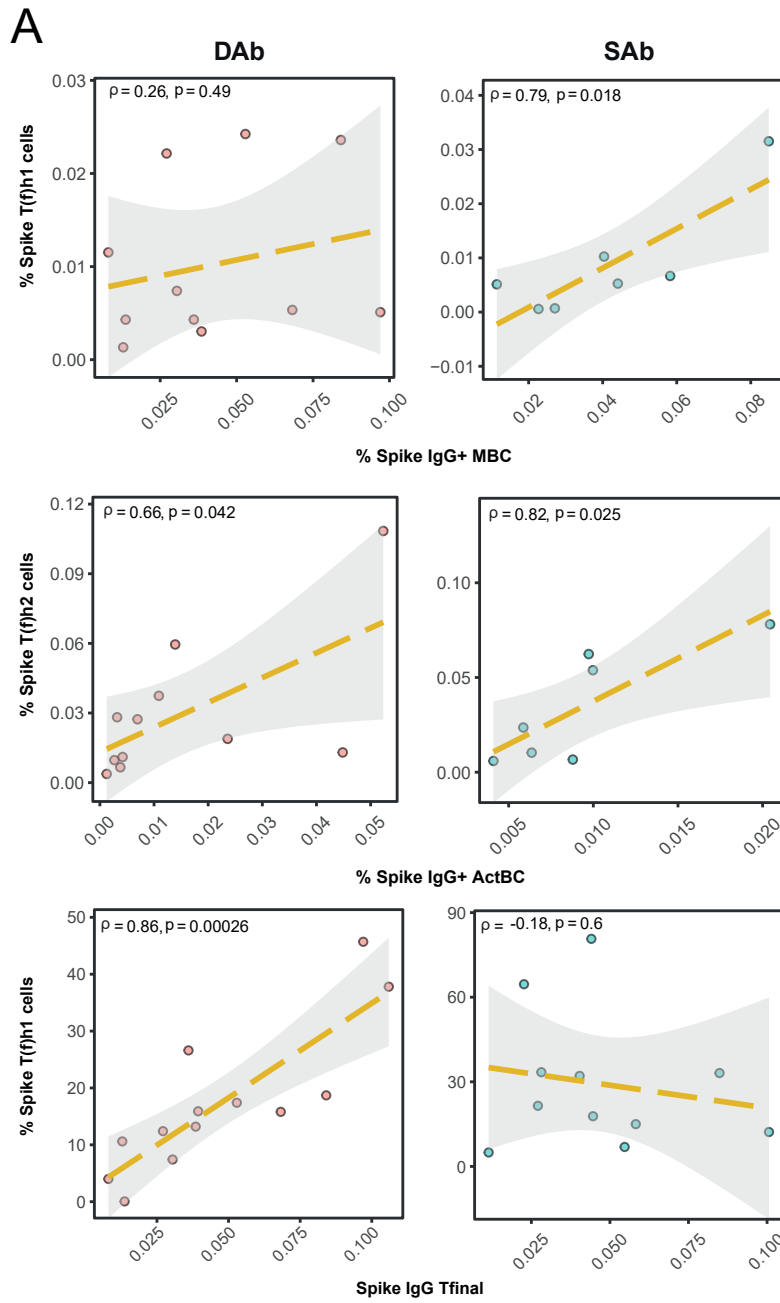 A
DAb SAb
ρ = 0.26, p = 0.49
ρ = 0.79, p = 0.018
% Spike T(f)h1 cells
0.03
0.02
0.01
0.00
0.04
0.03
0.02
0.01
0.00
−0.01
0.025 0.050 0.075 0.100
0.02 0.04 0.06 0.08
% Spike IgG+ MBC
ρ = 0.66, p = 0.042
ρ = 0.82, p = 0.025
% Spike T(f)h2 cells
0.12
0.09
0.06
0.03
0.00
0.10
0.05
0.00
0.00 0.01 0.02 0.03 0.04 0.05
0.005 0.010 0.015 0.020
% Spike IgG+ ActBC
ρ = 0.86, p = 0.00026
ρ = -0.18, p = 0.6
% Spike T(f)h1 cells
50
40
30
20
10
0
90
60
30
0
0.025 0.050 0.075 0.100
0.025 0.050 0.075 0.100
Spike IgG Tfinal